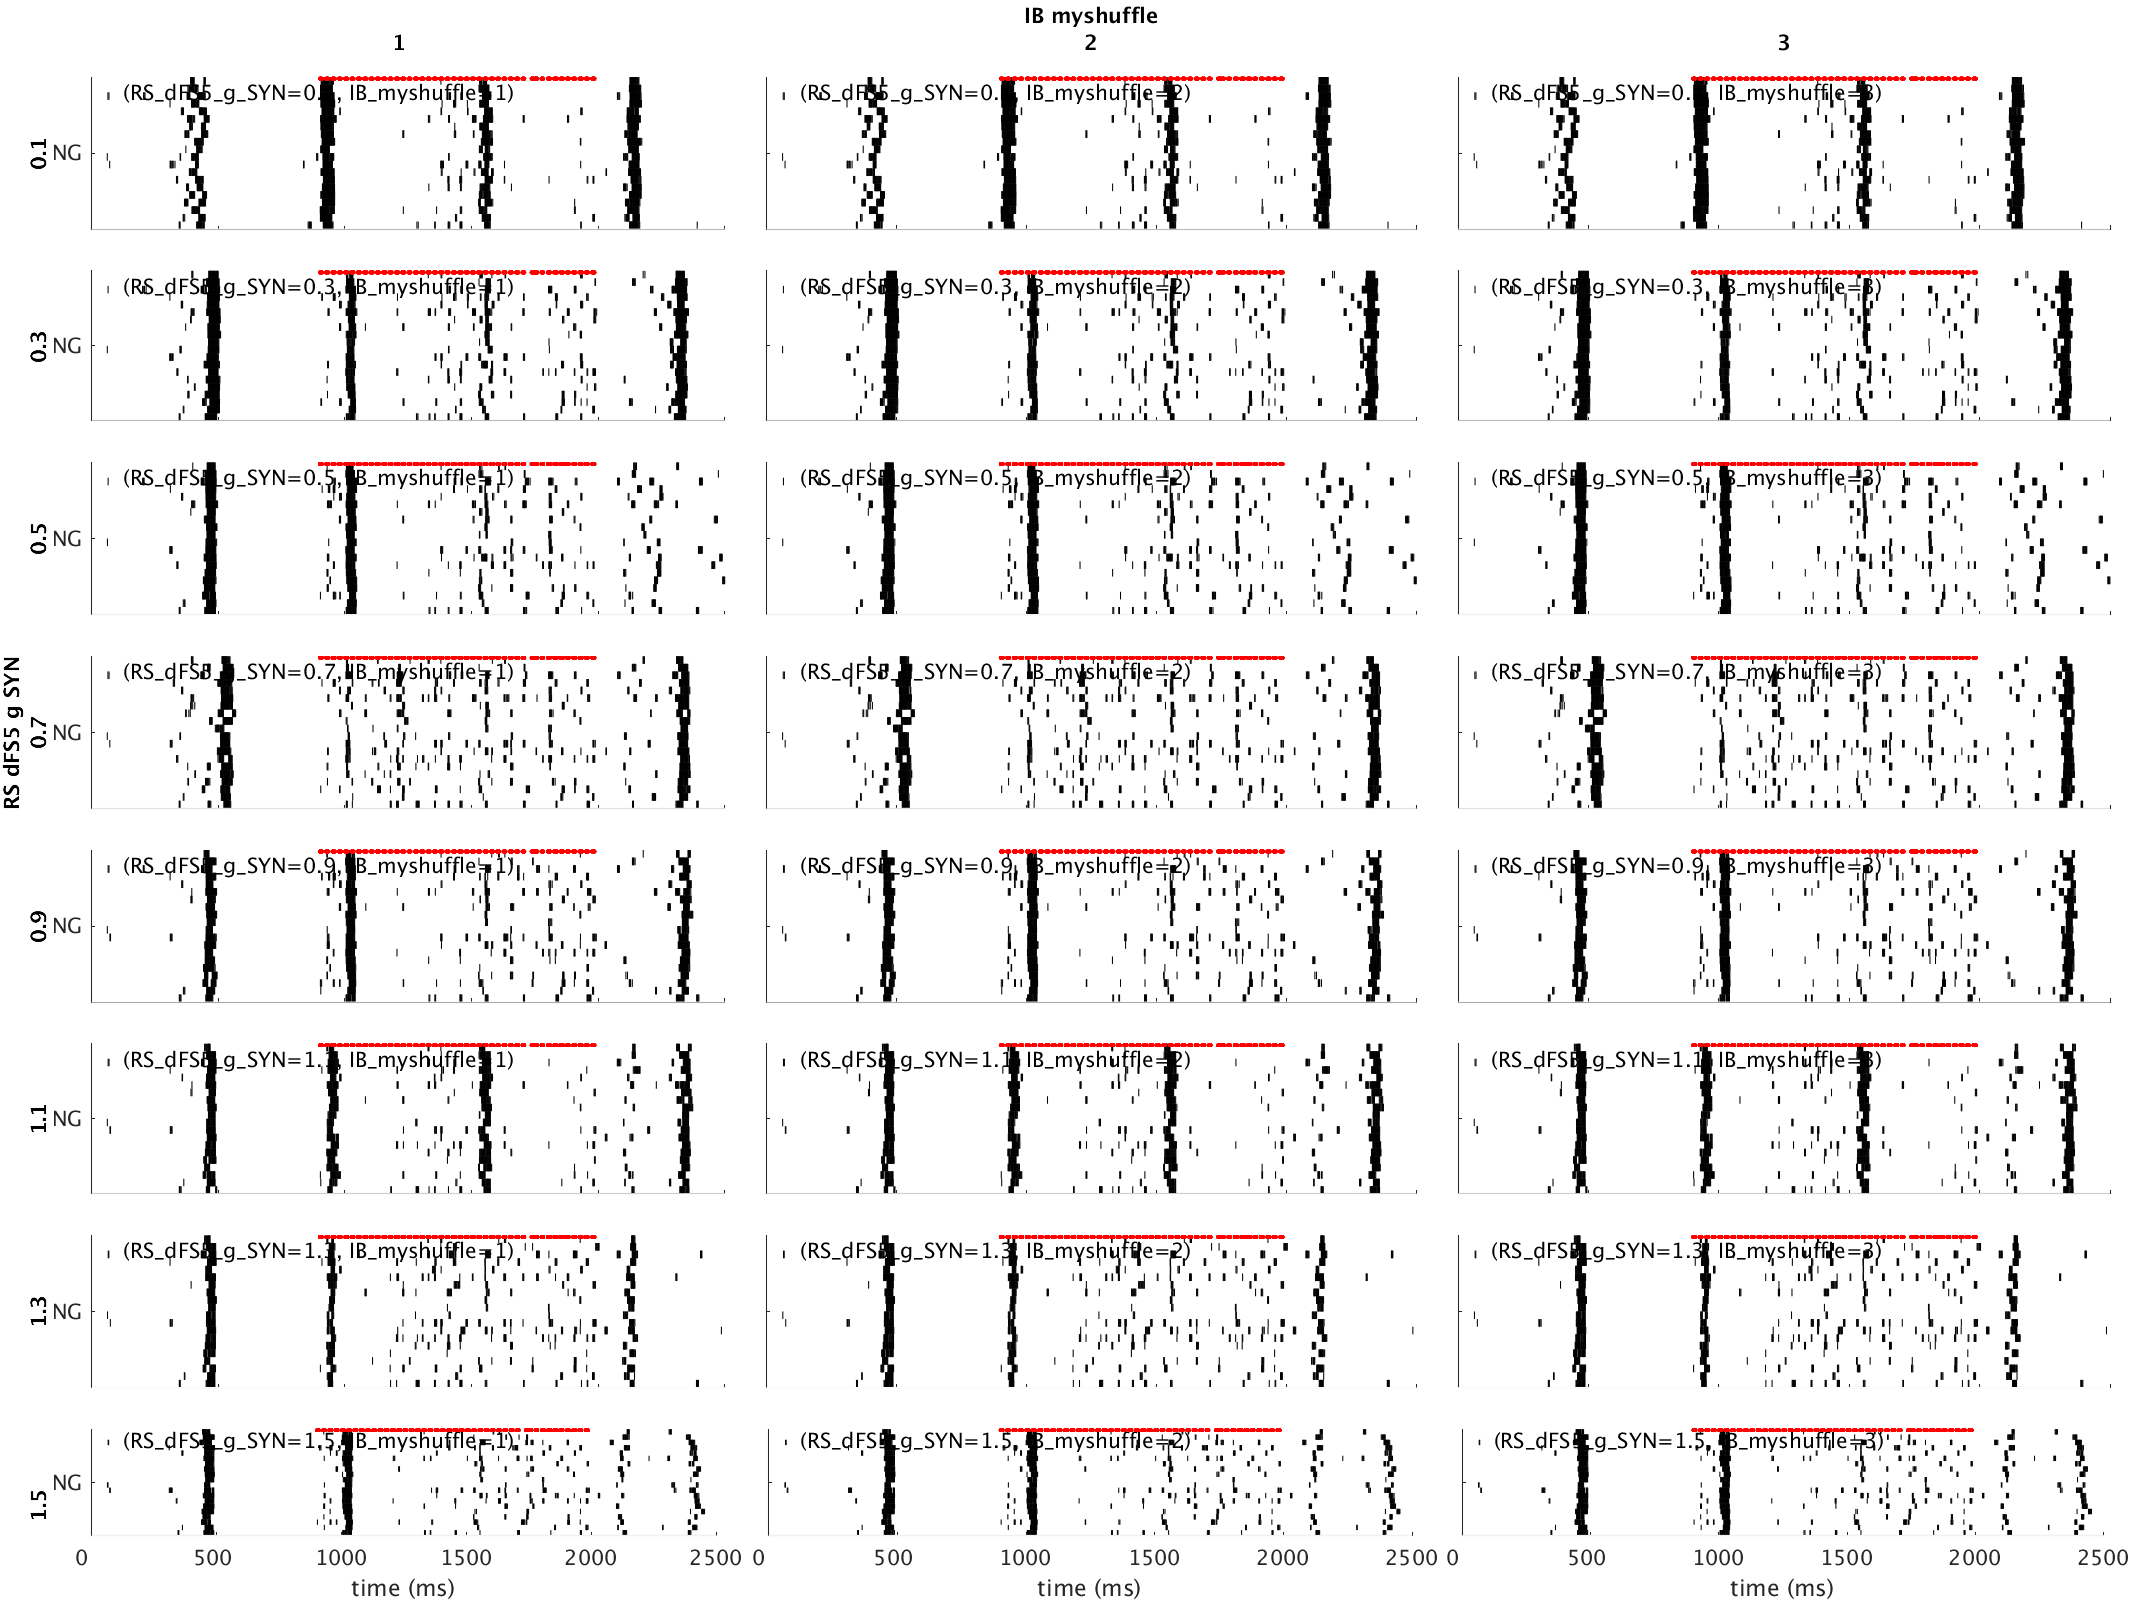 IB myshuffle
1 2 3
RS dFS5 g SYN
0.1 NG
(RS_dFS5_g_SYN=0.1, IB_myshuffle=1) (RS_dFS5_g_SYN=0.1, IB_myshuffle=2) (RS_dFS5_g_SYN=0.1, IB_myshuffle=3)
0.3 NG
(RS_dFS5_g_SYN=0.3, IB_myshuffle=1) (RS_dFS5_g_SYN=0.3, IB_myshuffle=2) (RS_dFS5_g_SYN=0.3, IB_myshuffle=3)
0.5 NG
(RS_dFS5_g_SYN=0.5, IB_myshuffle=1) (RS_dFS5_g_SYN=0.5, IB_myshuffle=2) (RS_dFS5_g_SYN=0.5, IB_myshuffle=3)
0.7 NG
(RS_dFS5_g_SYN=0.7, IB_myshuffle=1) (RS_dFS5_g_SYN=0.7, IB_myshuffle=2) (RS_dFS5_g_SYN=0.7, IB_myshuffle=3)
0.9 NG
(RS_dFS5_g_SYN=0.9, IB_myshuffle=1) (RS_dFS5_g_SYN=0.9, IB_myshuffle=2) (RS_dFS5_g_SYN=0.9, IB_myshuffle=3)
1.1 NG
(RS_dFS5_g_SYN=1.1, IB_myshuffle=1) (RS_dFS5_g_SYN=1.1, IB_myshuffle=2) (RS_dFS5_g_SYN=1.1, IB_myshuffle=3)
1.3 NG
(RS_dFS5_g_SYN=1.3, IB_myshuffle=1) (RS_dFS5_g_SYN=1.3, IB_myshuffle=2) (RS_dFS5_g_SYN=1.3, IB_myshuffle=3)
1.5 NG
(RS_dFS5_g_SYN=1.5, IB_myshuffle=1) (RS_dFS5_g_SYN=1.5, IB_myshuffle=2) (RS_dFS5_g_SYN=1.5, IB_myshuffle=3)
0 500 1000 1500 2000 2500 0 500 1000 1500 2000 2500 0 500 1000 1500 2000 2500
time (ms) time (ms) time (ms)